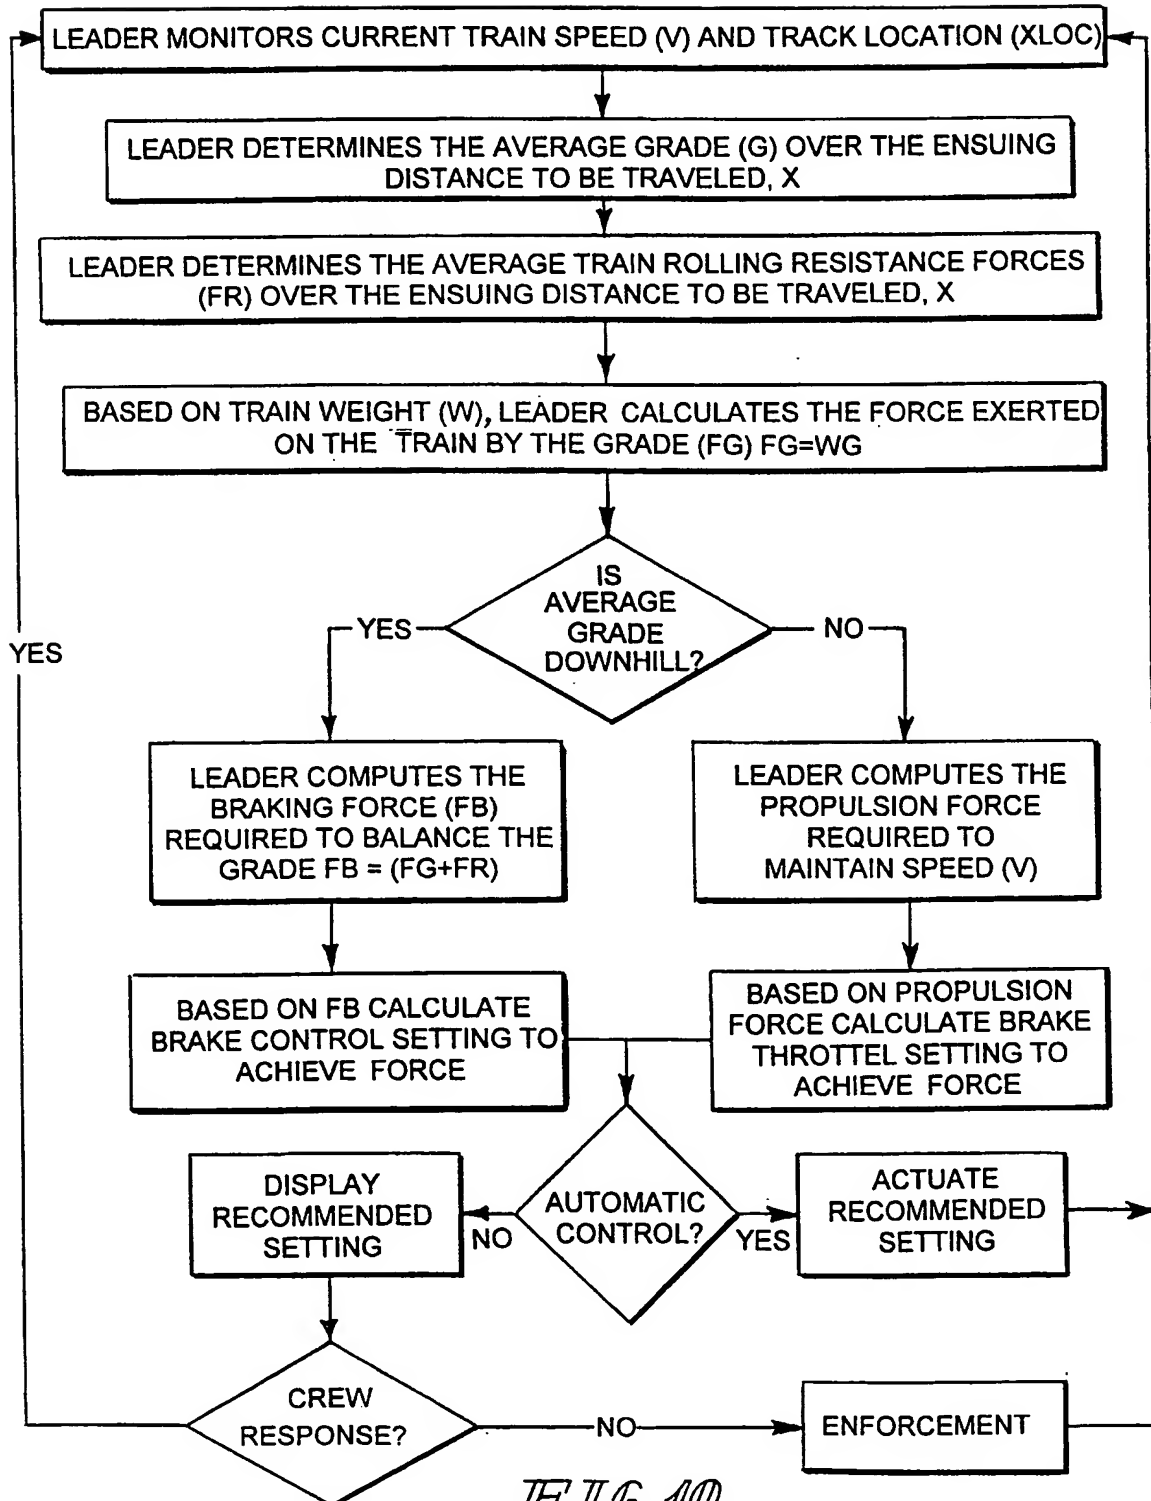 LEADER MONITORS CURRENT TRAIN SPEED (V) AND TRACK LOCATION (XLOC)
LEADER DETERMINES THE AVERAGE GRADE (G) OVER THE ENSUING
DISTANCE TO BE TRAVELED, X
LEADER DETERMINES THE AVERAGE TRAIN ROLLING RESISTANCE FORCES
(FR) OVER THE ENSUING DISTANCE TO BE TRAVELED, X
BASED ON TRAIN WEIGHT (W), LEADER CALCULATES THE FORCE EXERTED
ON THE TRAIN BY THE GRADE (FG) FG=WG
IS
AVERAGE
GRADE
DOWNHILL?
YES
NO
YES
LEADER COMPUTES THE
BRAKING FORCE (FB)
REQUIRED TO BALANCE THE
GRADE FB = (FG+FR)
LEADER COMPUTES THE
PROPULSION FORCE
REQUIRED TO
MAINTAIN SPEED (V)
BASED ON FB CALCULATE
BRAKE CONTROL SETTING TO
ACHIEVE FORCE
BASED ON PROPULSION
FORCE CALCULATE BRAKE
THROTTEL SETTING TO
ACHIEVE FORCE
DISPLAY
RECOMMENDED
SETTING
NO
AUTOMATIC
CONTROL?
YES
ACTUATE
RECOMMENDED
SETTING
CREW
RESPONSE?
NO
ENFORCEMENT